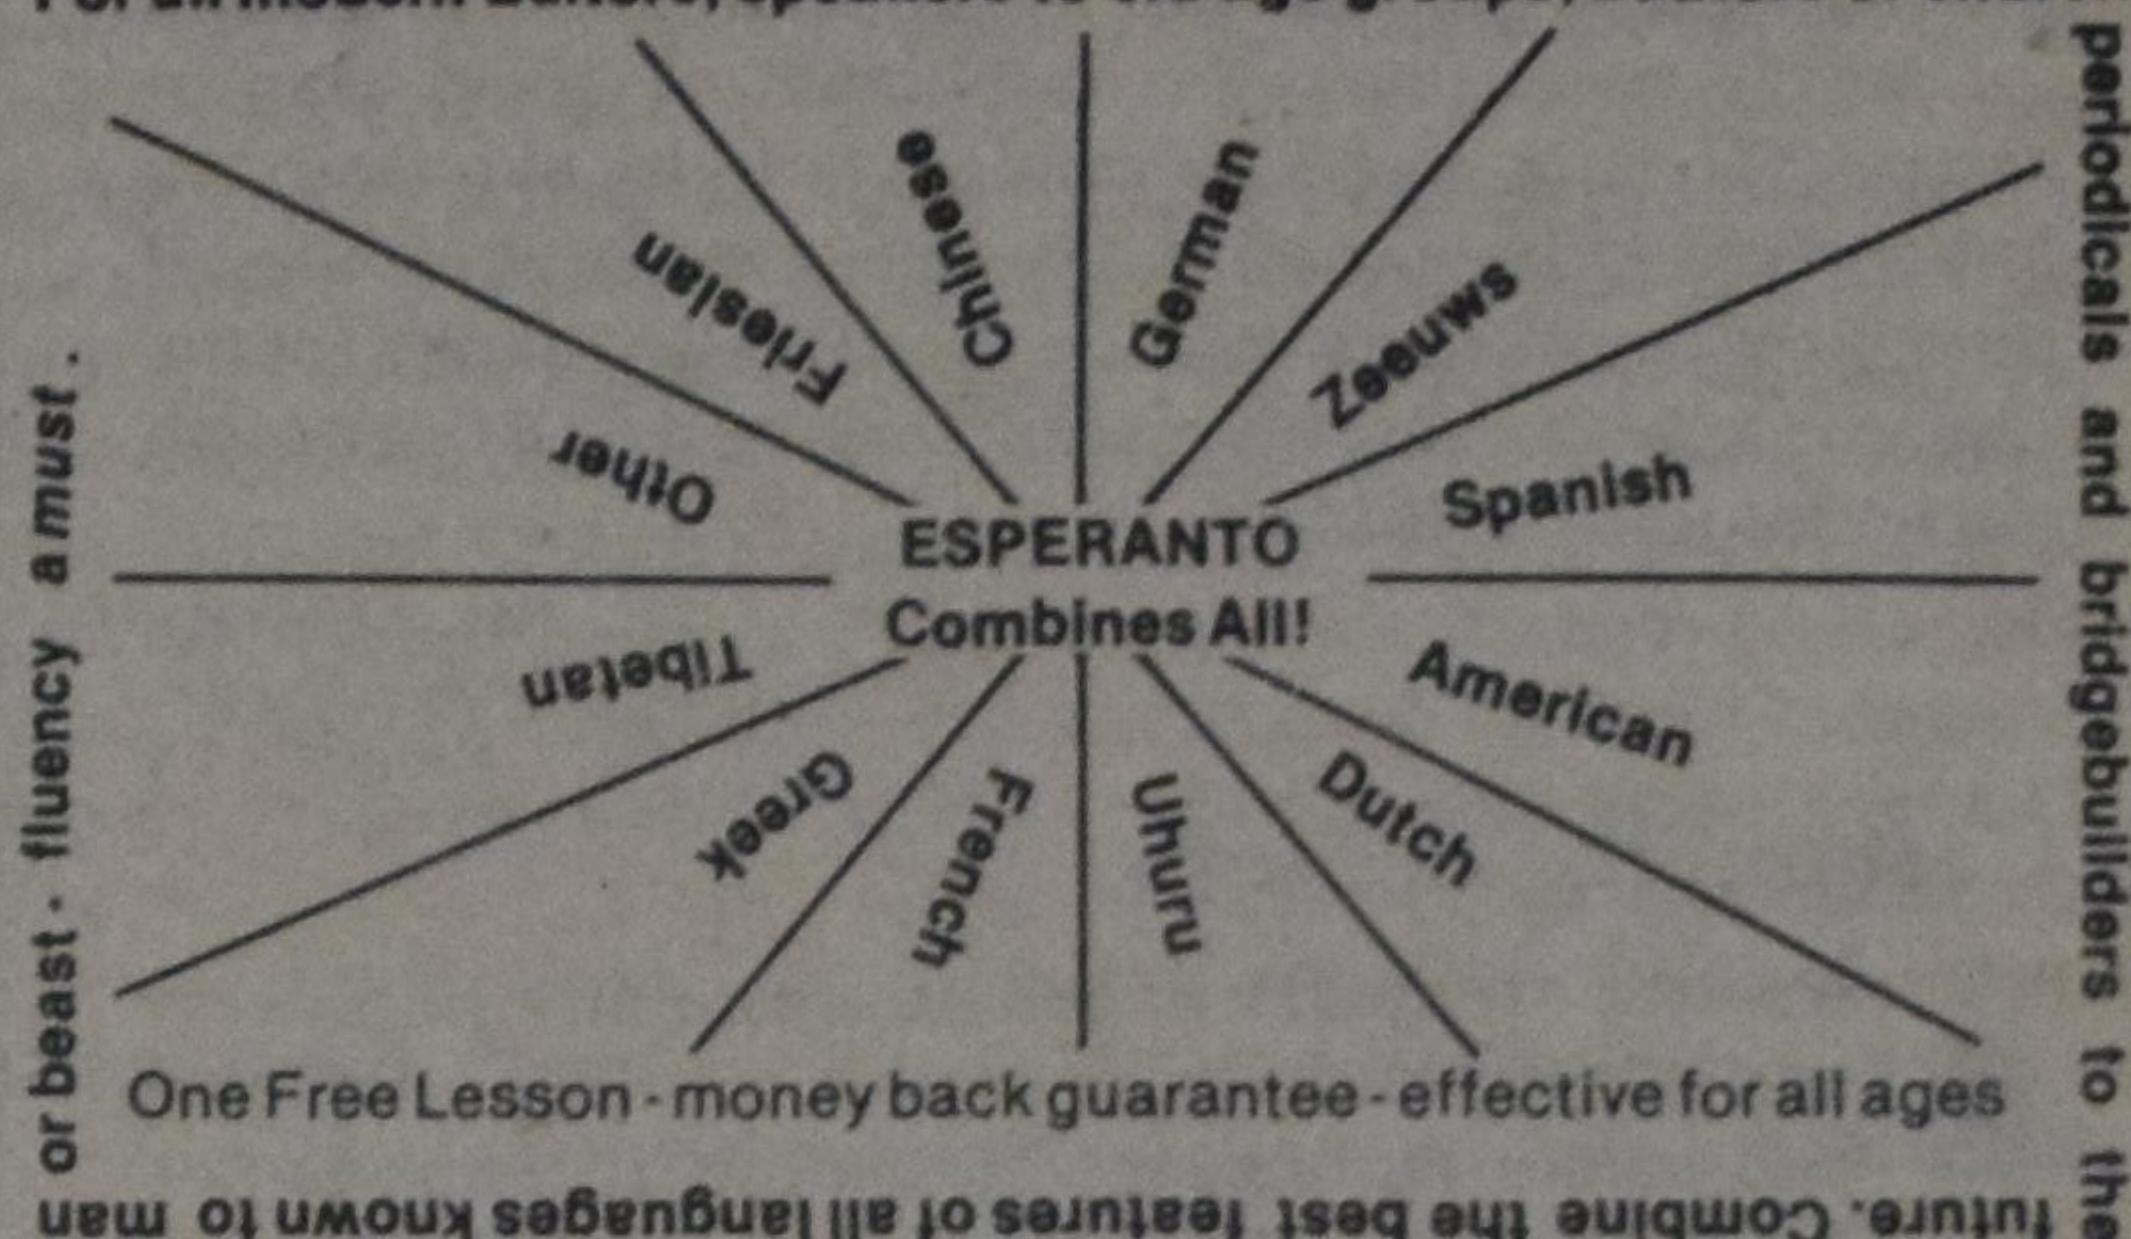 periodicals and bridgebuilders to the
future. Combine the best features of all languages known to man
or beast - fluency a must.
Chinese
German
Friesian
Zeeuws
Other
Spanish
ESPERANTO
Combines All!
Tibetan
American
Greek
French
Uhuru
Dutch
One Free Lesson - money back guarantee - effective for all ages